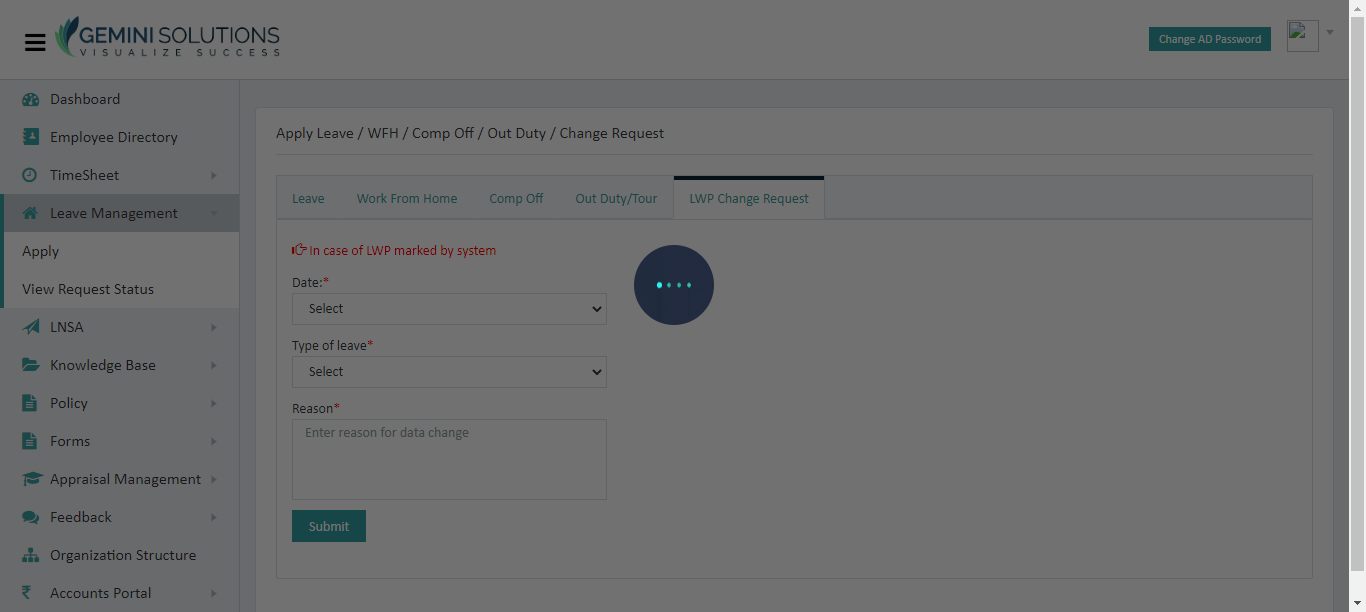 GEMINI SOLUTIONS
VISUALIZE SUCCESS
Change AD Password
Dashboard
Employee Directory
TimeSheet
Leave Management
Apply
View Request Status
LNSA
Knowledge Base
Policy
Forms
Appraisal Management
Feedback
Organization Structure
Accounts Portal
Apply Leave / WFH / Comp Off / Out Duty / Change Request
Leave
Work From Home
Comp Off
Out Duty/Tour
LWP Change Request
In case of LWP marked by system
Date:*
Select
Type of leave*
Select
Reason*
Enter reason for data change
Submit